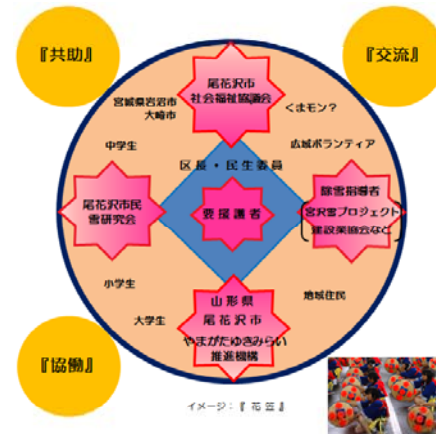 『共助』
『交流』
尾花沢市
社会福祉協議会
宮城県岩沼市
大崎市
くまモン?
中学生
広域ボランティア
区長・民生委員
尾花沢市民
雪研究会
要援護者
除雪指導者
宮沢雪プロジェクト
建設業協会など
小学生
地域住民
大学生
山形県
尾花沢市
やまがたゆきみらい
推進機構
『協働』
イメージ:『花笠』